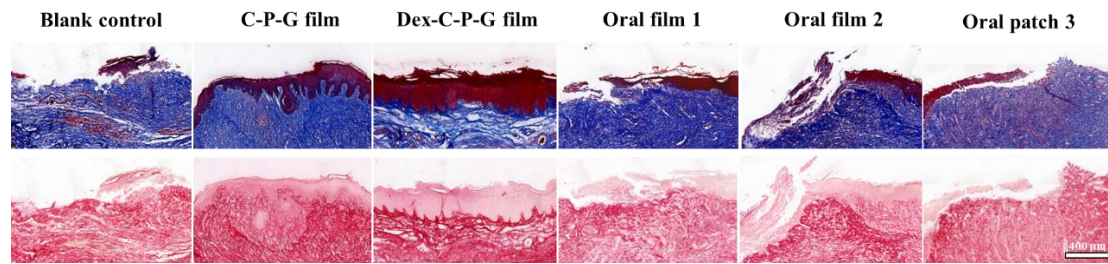 Blank control
C-P-G film
Dex-C-P-G film
Oral film 1
Oral film 2
Oral patch 3
400 μm